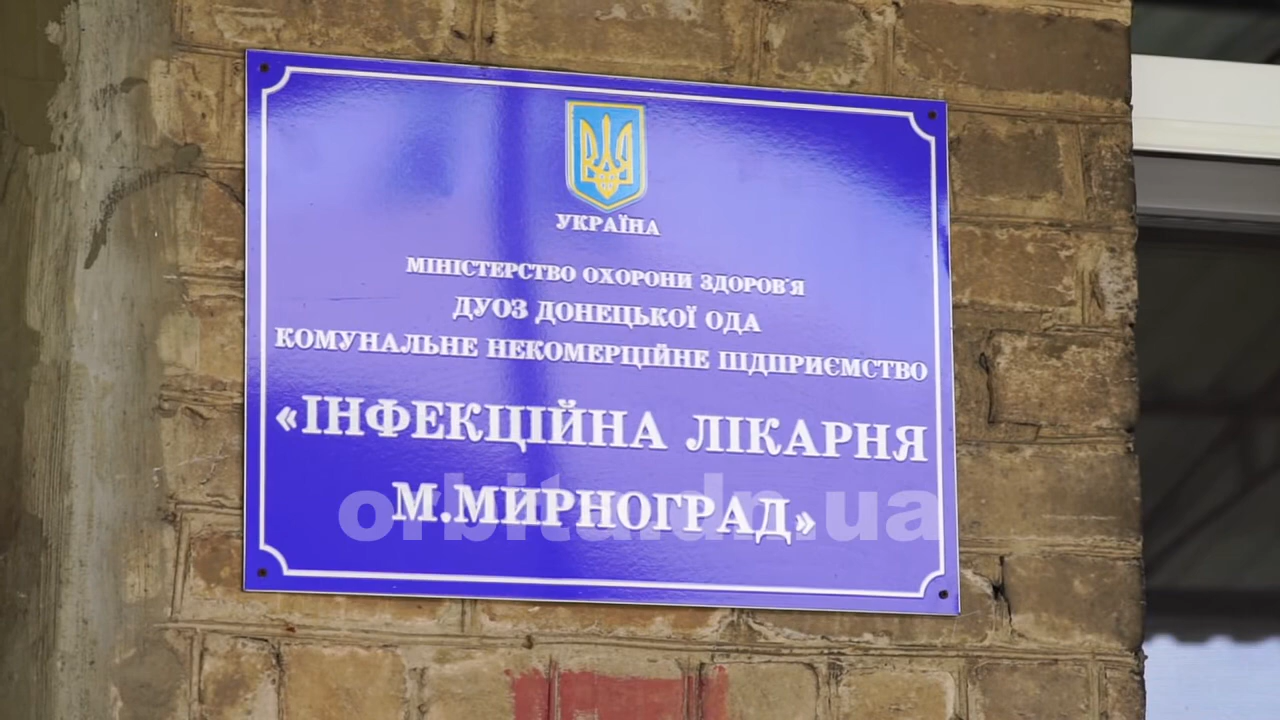 УКРАЇНА
МІНІСТЕРСТВО ОХОРОНИ ЗДОРОВ'Я
ДУОЗ ДОНЕЦЬКОЇ ОДА
КОМУНАЛЬНЕ НЕКОМЕРЦІЙНЕ ПІДПРИЄМСТВО
«ІНФЕКЦІЙНА ЛІКАРНЯ
М.МИРНОГРАД»
orbita.dn.ua